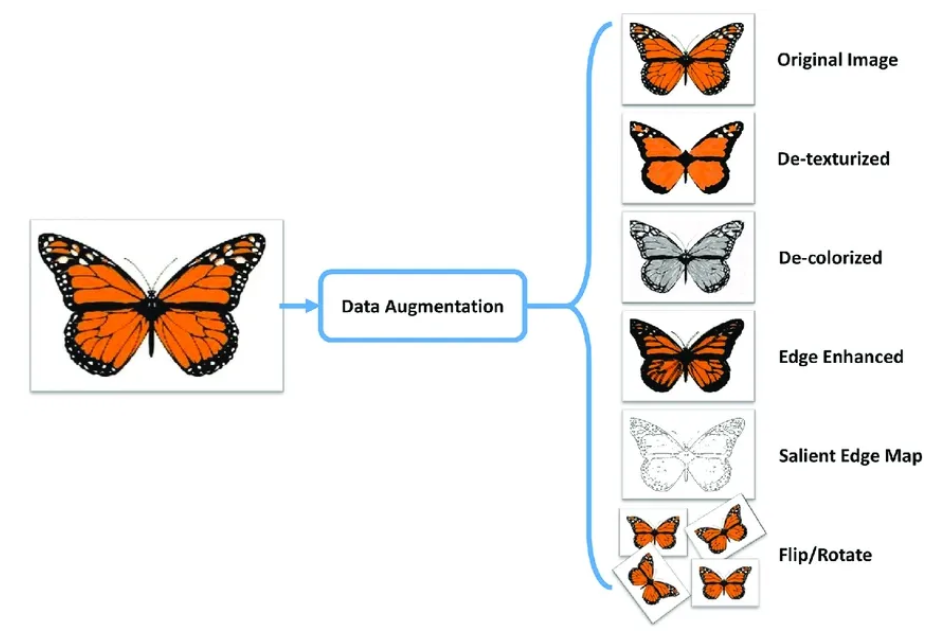 Original Image
De-texturized
De-colorized
Data Augmentation
Edge Enhanced
Salient Edge Map
Flip/Rotate